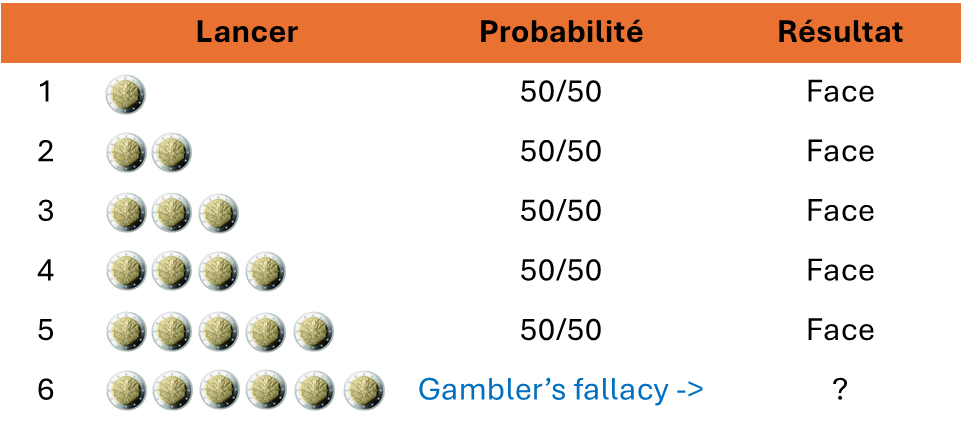 Lancer Probabilité Résultat
1 50/50 Face
2 50/50 Face
3 50/50 Face
4 50/50 Face
5 50/50 Face
6 Gambler’s fallacy -> ?